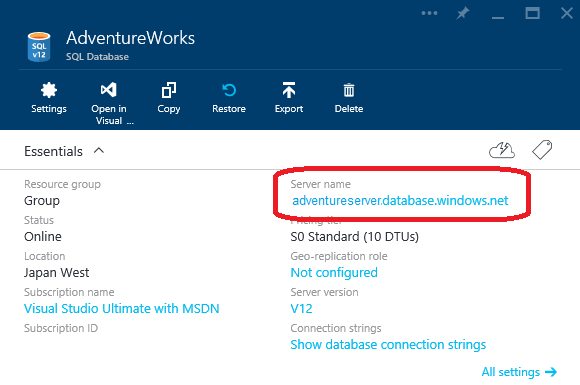 AdventureWorks
SQL Database
SQL
v12
Settings
Open in
Visual ...
Copy
Restore
Export
Delete
Essentials
Resource group
Group
Status
Online
Location
Japan West
Subscription name
Visual Studio Ultimate with MSDN
Subscription ID
Server name
adventureserver.database.windows.net
Pricing tier
S0 Standard (10 DTUs)
Geo-replication role
Not configured
Server version
V12
Connection strings
Show database connection strings
All settings